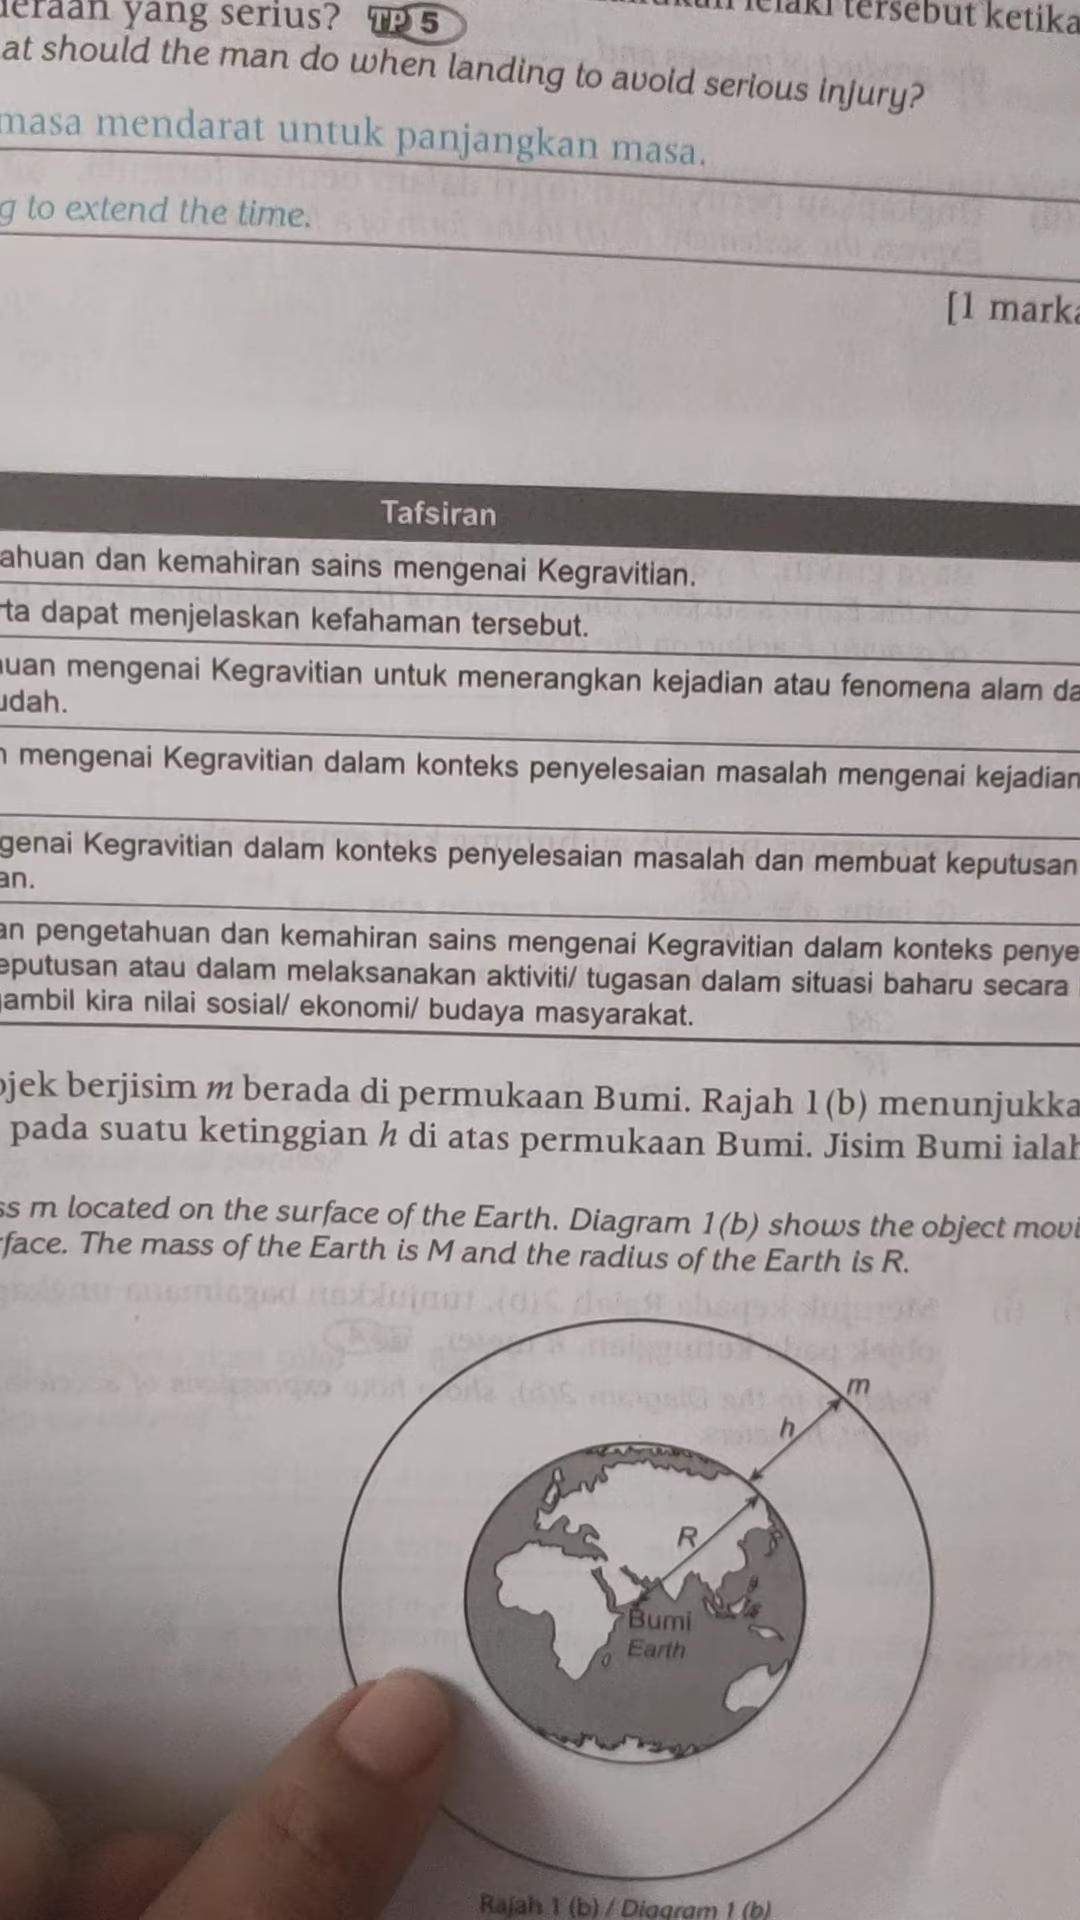 yang serius? TP 5
tersebut ketika
at should the man do when landing to avoid serious injury?
masa mendarat untuk panjangkan masa.
g to extend the time.
[1 marka
Tafsiran
ahuan dan kemahiran sains mengenai Kegravitian.
rta dapat menjelaskan kefahaman tersebut.
uan mengenai Kegravitian untuk menerangkan kejadian atau fenomena alam da
udah.
n mengenai Kegravitian dalam konteks penyelesaian masalah mengenai kejadian
genai Kegravitian dalam konteks penyelesaian masalah dan membuat keputusan
an.
an pengetahuan dan kemahiran sains mengenai Kegravitian dalam konteks penye
eputusan atau dalam melaksanakan aktiviti/ tugasan dalam situasi baharu secara
ambil kira nilai sosial/ ekonomi/ budaya masyarakat.
ojek berjisim m berada di permukaan Bumi. Rajah 1(b) menunjukka
pada suatu ketinggian h di atas permukaan Bumi. Jisim Bumi ialah
ss m located on the surface of the Earth. Diagram 1(b) shows the object movi
rface. The mass of the Earth is M and the radius of the Earth is R.
m
h
R
Bumi
Earth
Rajah 1 (b) / Diagram 1 (b)